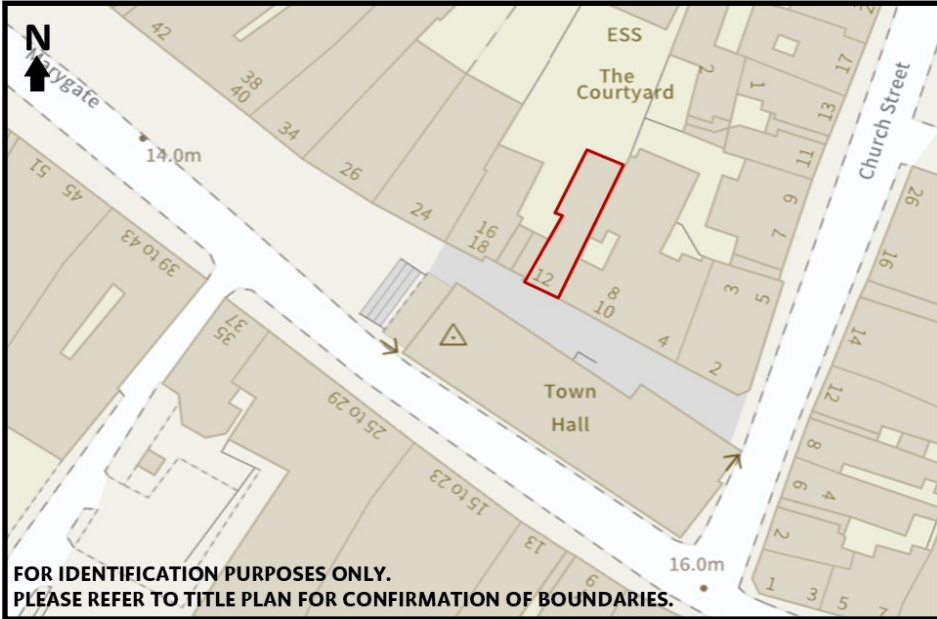 N
Marygate
42
38
40
34
26
24
16
18
12
8
10
4
2
3
5
ESS
The
Courtyard
2
1
17
13
11
9
7
Church Street
26
16
14
12
8
6
4
2
1
3
5
7
14.0m
51
45
39 to 43
37
35
25 to 29
15 to 23
13
9
Town
Hall
16.0m
FOR IDENTIFICATION PURPOSES ONLY.
PLEASE REFER TO TITLE PLAN FOR CONFIRMATION OF BOUNDARIES.